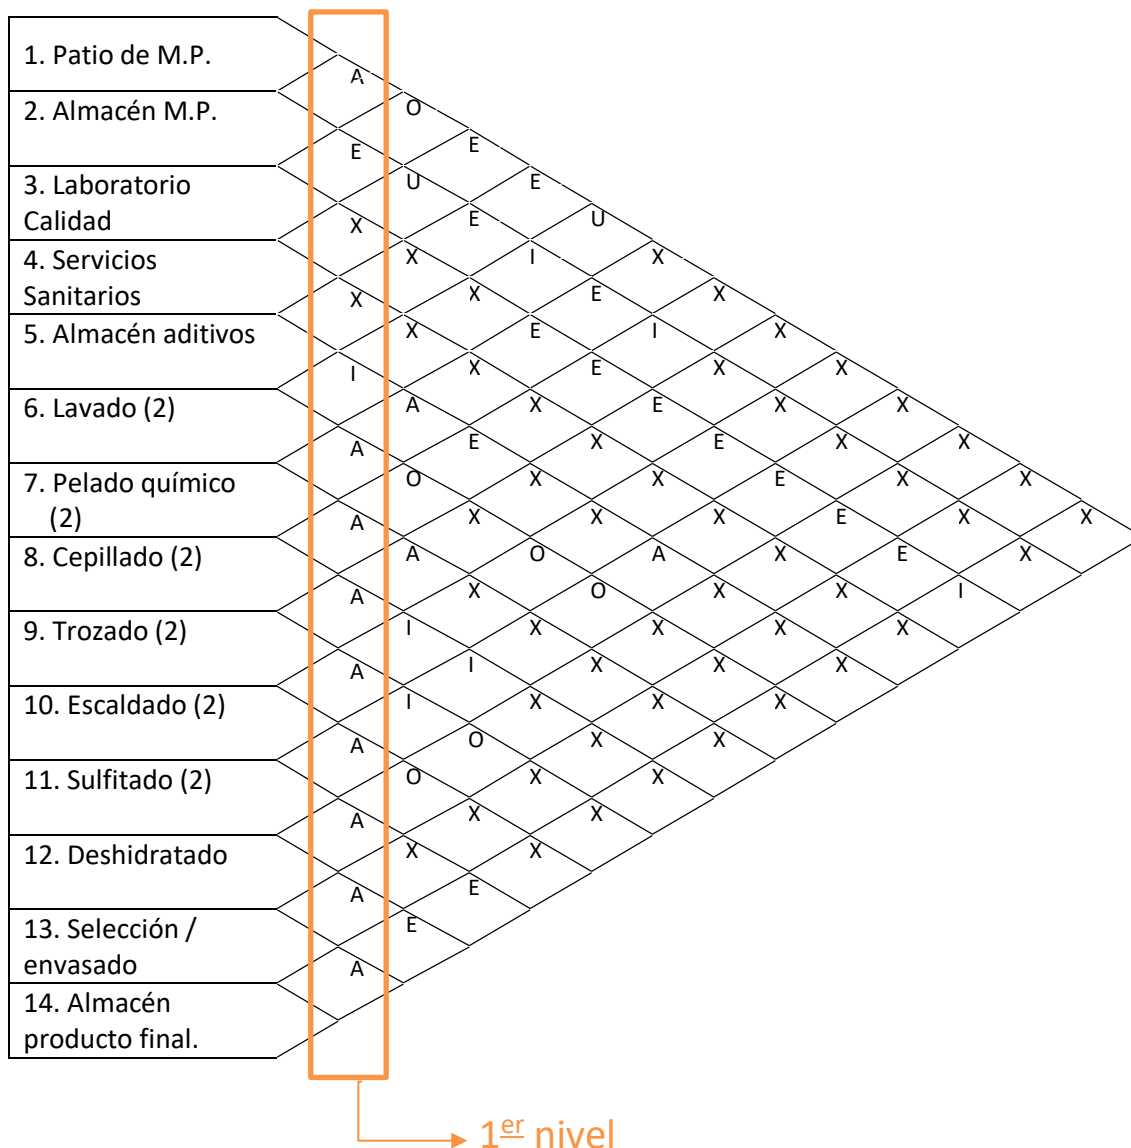 1. Patio de M.P.
A
2. Almacén M.P. O
E E
3. Laboratorio U E
Calidad X E U
4. Servicios X I X
Sanitarios X X E X
5. Almacén aditivos X E I X
I X E X X
6. Lavado (2) A X E X X
A E X E X X
7. Pelado químico O X X E X X
(2) A X X X E X X
8. Cepillado (2) A O A X E X
A X O X X I
9. Trozado (2) I X X X X
A I X X X
10. Escaldado (2) I X X X
A O X X
11. Sulfitado (2) O X X
A X X
12. Deshidratado X X
A E
13. Selección / E
envasado A
14. Almacén
producto final.
1er nivel